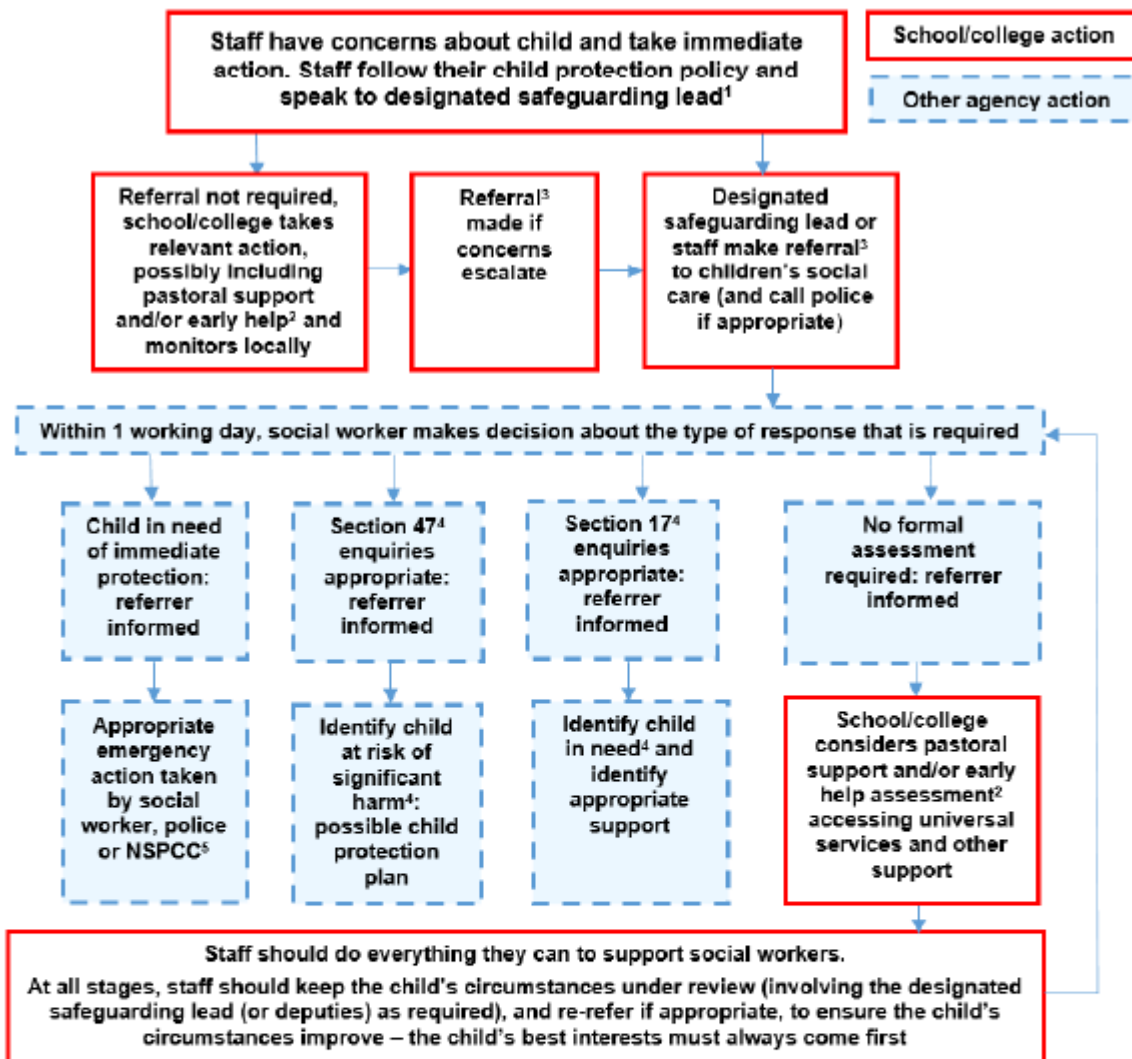 Staff have concerns about child and take immediate
action. Staff follow their child protection policy and
speak to designated safeguarding lead¹
School/college action
Other agency action
Referral not required,
school/college takes
relevant action,
possibly including
pastoral support
and/or early help² and
monitors locally
Referral³
made if
concerns
escalate
Designated
safeguarding lead or
staff make referral³
to children's social
care (and call police
if appropriate)
Within 1 working day, social worker makes decision about the type of response that is required
Child in need
of immediate
protection:
referrer
informed
Section 47⁴
enquiries
appropriate:
referrer
informed
Section 17⁴
enquiries
appropriate:
referrer
informed
No formal
assessment
required: referrer
informed
Appropriate
emergency
action taken
by social
worker, police
or NSPCC⁵
Identify child
at risk of
significant
harm⁴:
possible child
protection
plan
Identify child
in need⁴ and
identify
appropriate
support
School/college
considers pastoral
support and/or early
help assessment²
accessing universal
services and other
support
Staff should do everything they can to support social workers.
At all stages, staff should keep the child's circumstances under review (involving the designated
safeguarding lead (or deputies) as required), and re-refer if appropriate, to ensure the child's
circumstances improve – the child's best interests must always come first